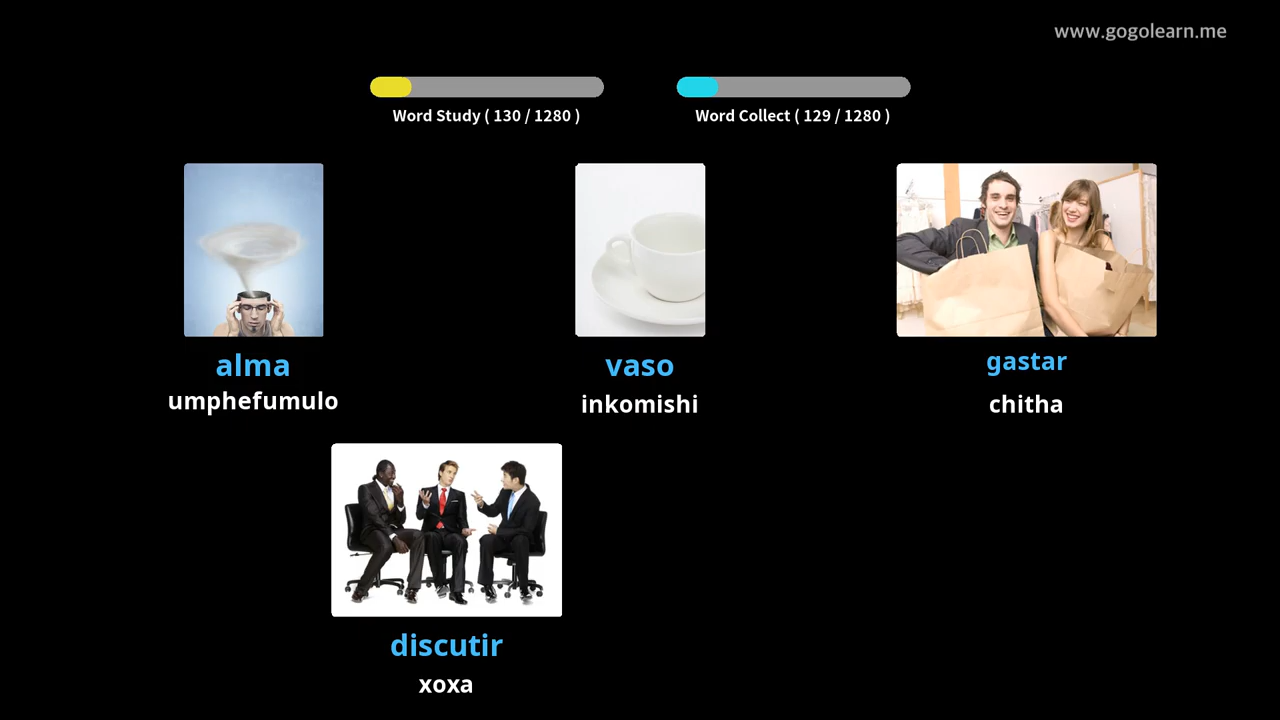 www.gogolearn.me
Word Study ( 130 / 1280 )
Word Collect ( 129 / 1280 )
alma
umphefumulo
vaso
inkomishi
gastar
chitha
discutir
xoxa